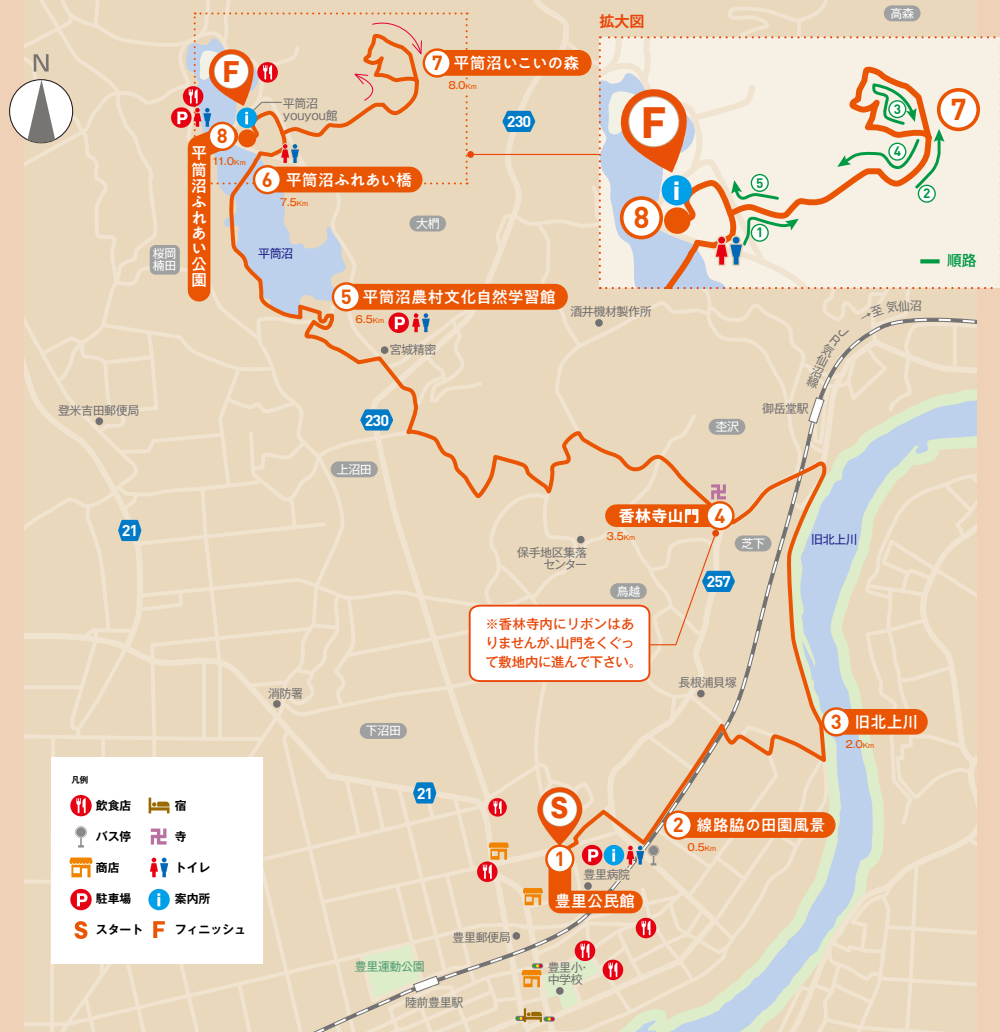 N
F
平筒沼
youyou館
P
i
8
11.0Km
平筒沼ふれあい公園
7 平筒沼いこいの森
8.0Km
6 平筒沼ふれあい橋
7.5Km
230
大椚
桜岡
楠田
平筒沼
5 平筒沼農村文化自然学習館
6.5Km
P
宮城精密
酒井機材製作所
拡大図
高森
F
i
8
7
①
②
③
④
⑤
順路
→至 気仙沼
JR気仙沼線
御岳堂駅
登米吉田郵便局
230
上沼田
杢沢
21
卍
香林寺山門 4
3.5Km
旧北上川
保手地区集落
センター
芝下
257
鳥越
※香林寺内にリボンはあ
りませんが、山門をくぐっ
て敷地内に進んで下さい。
長根浦貝塚
消防署
下沼田
3 旧北上川
2.0Km
21
S
1
豊里公民館
P
i
豊里病院
2 線路脇の田園風景
0.5Km
豊里郵便局
豊里運動公園
豊里小・
中学校
陸前豊里駅
凡例
飲食店
宿
バス停
卍 寺
商店
トイレ
P 駐車場
i 案内所
S スタート
F フィニッシュ